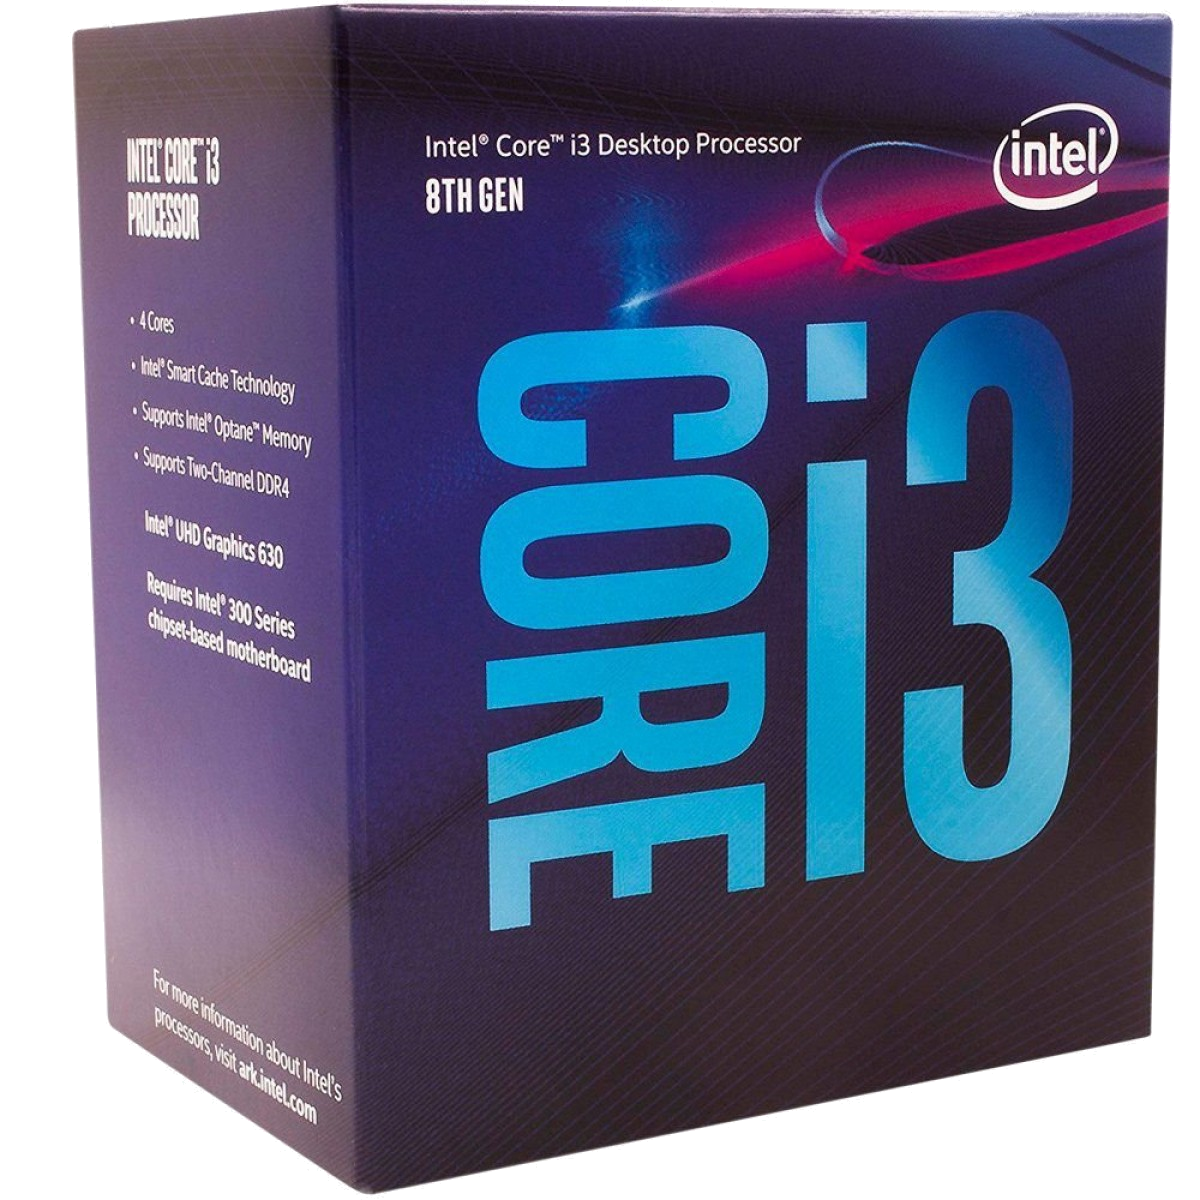 INTEL® CORE™ i3
PROCESSOR
• 4 Cores
• Intel® Smart Cache Technology
• Supports Intel® Optane™ Memory
• Supports Two-Channel DDR4
Intel® UHD Graphics 630
Requires Intel® 300 Series
chipset-based motherboard
For more information about Intel's
processors, visit ark.intel.com
Intel® Core™ i3 Desktop Processor
8TH GEN
intel®
CORE
i3